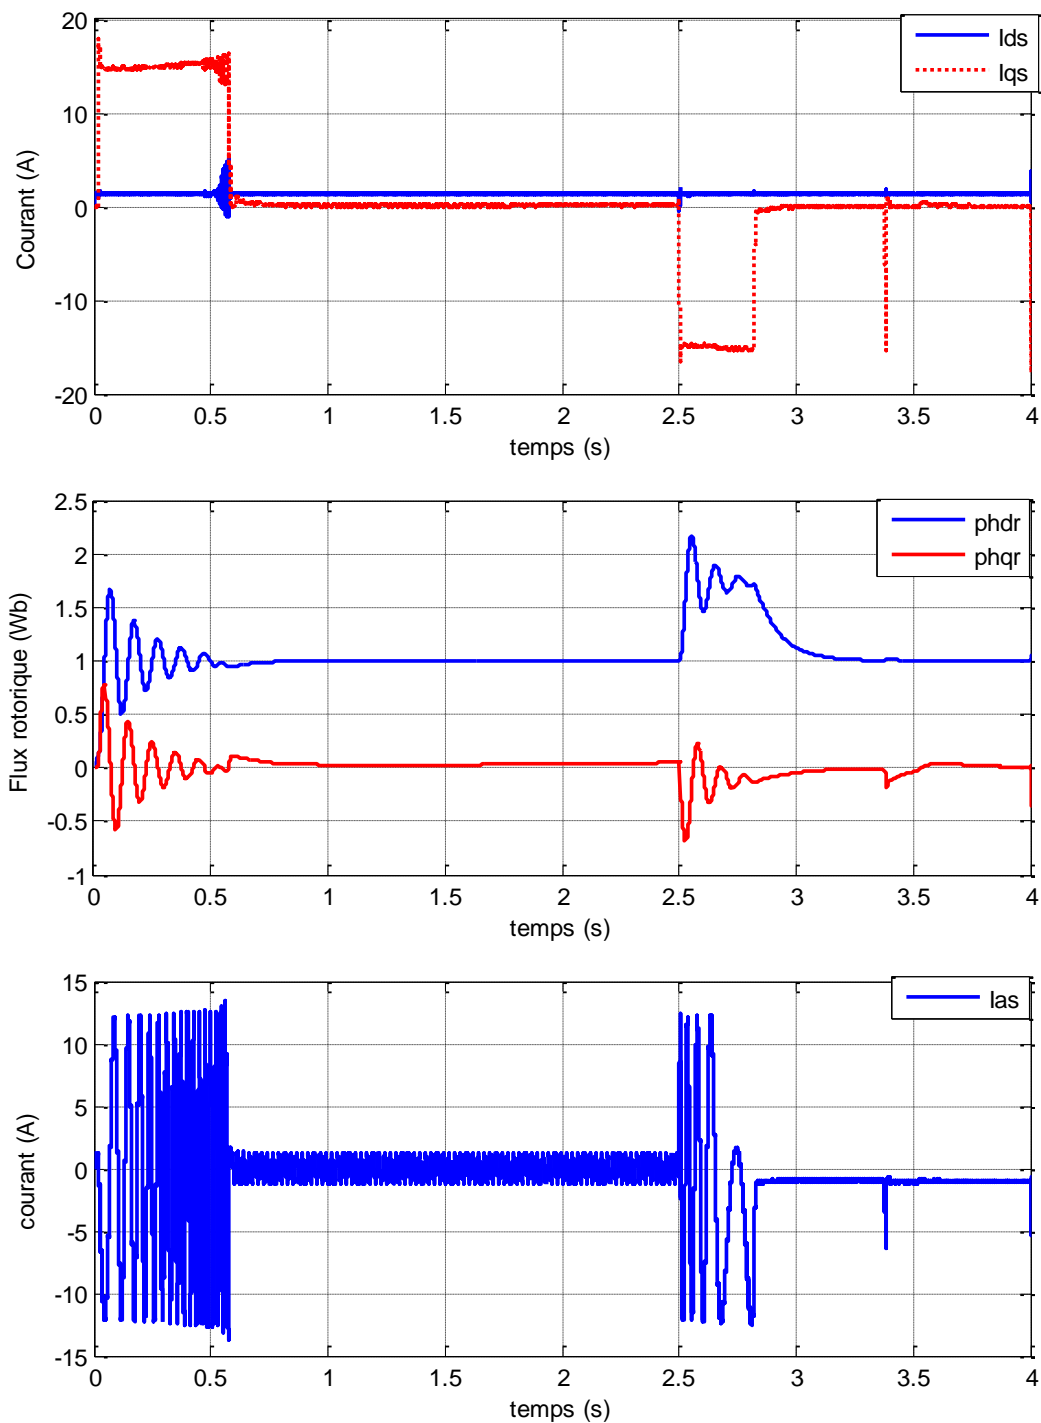 20
10
0
-10
-20
Courant (A)
Ids
Iqs
0 0.5 1 1.5 2 2.5 3 3.5 4
temps (s)
2.5
2
1.5
1
0.5
0
-0.5
-1
Flux rotorique (Wb)
phdr
phqr
0 0.5 1 1.5 2 2.5 3 3.5 4
temps (s)
15
10
5
0
-5
-10
-15
courant (A)
Ias
0 0.5 1 1.5 2 2.5 3 3.5 4
temps (s)